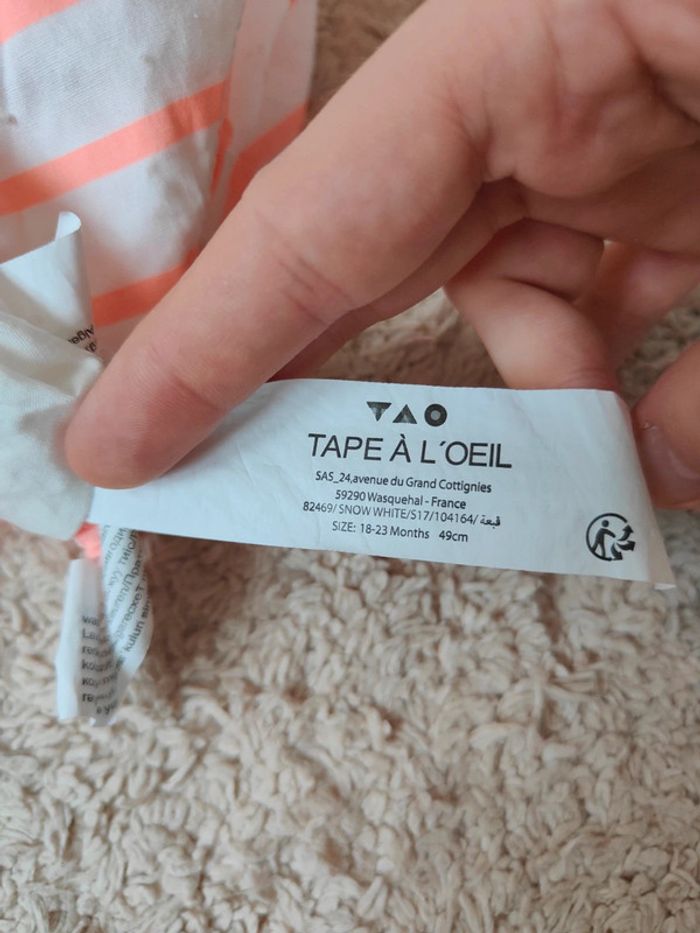 TAO
TAPE À L´OEIL
SAS_24,avenue du Grand Cottignies
59290 Wasquehal - France
82469/ SNOW WHITE/S17/104164/ قبعة
SIZE: 18-23 Months 49cm